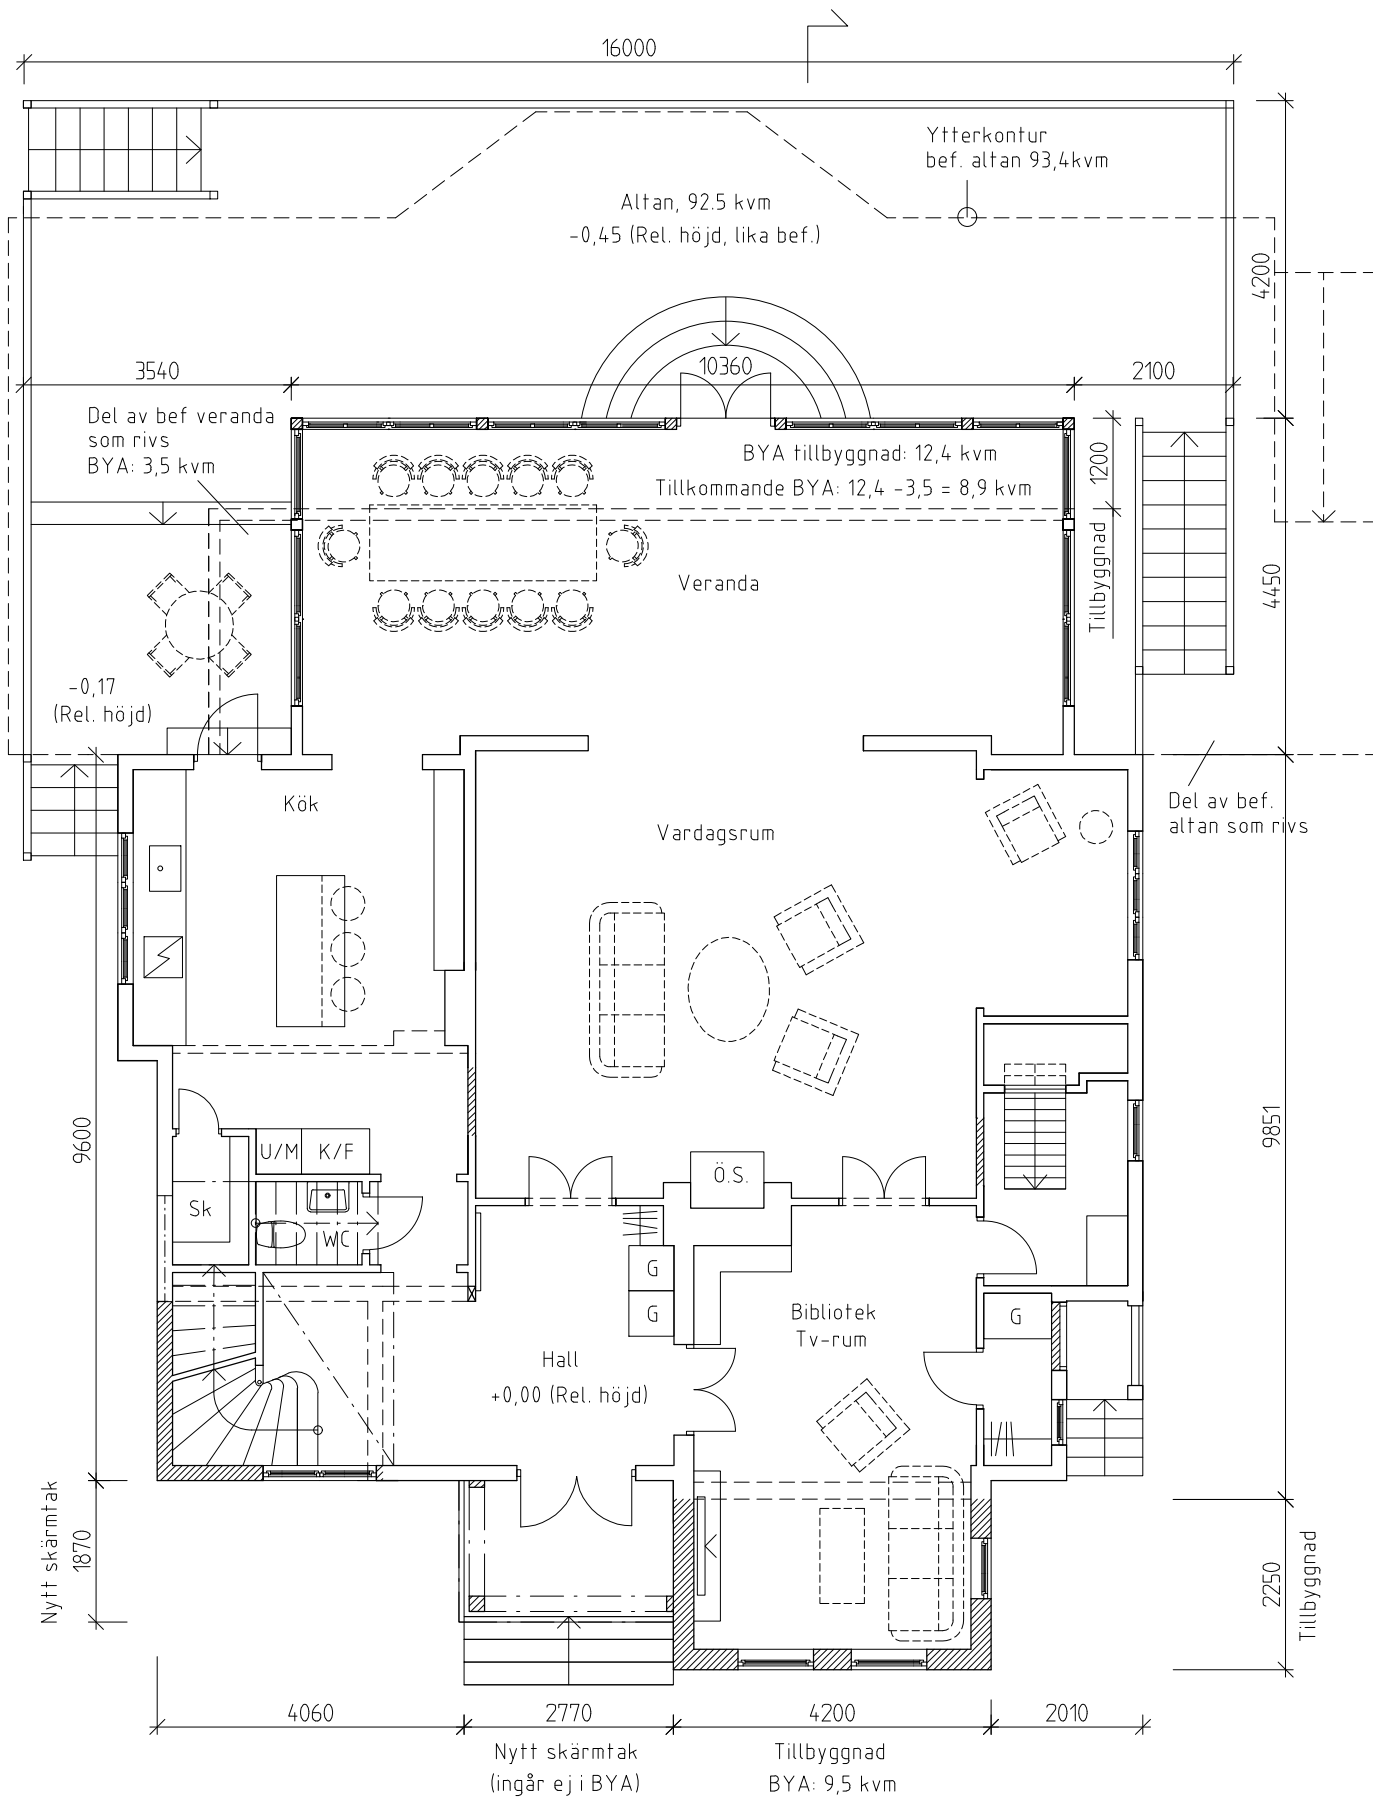 16000
Ytterkontur
bef. altan 93,4kvm
Altan, 92.5 kvm
-0,45 (Rel. höjd, lika bef.)
4200
3540
10360
2100
Del av bef veranda
som rivs
BYA: 3,5 kvm
BYA tillbyggnad: 12,4 kvm
Tillkommande BYA: 12,4 -3,5 = 8,9 kvm
1200
Tillbyggnad
4450
Veranda
-0,17
(Rel. höjd)
Kök
Vardagsrum
Del av bef.
altan som rivs
9600
9851
U/M
K/F
Ö.S.
Sk
WC
G
G
G
Bibliotek
Tv-rum
Hall
+0,00 (Rel. höjd)
Nytt skärmtak
1870
2250
Tillbyggnad
4060
2770
4200
2010
Nytt skärmtak
(ingår ej i BYA)
Tillbyggnad
BYA: 9,5 kvm